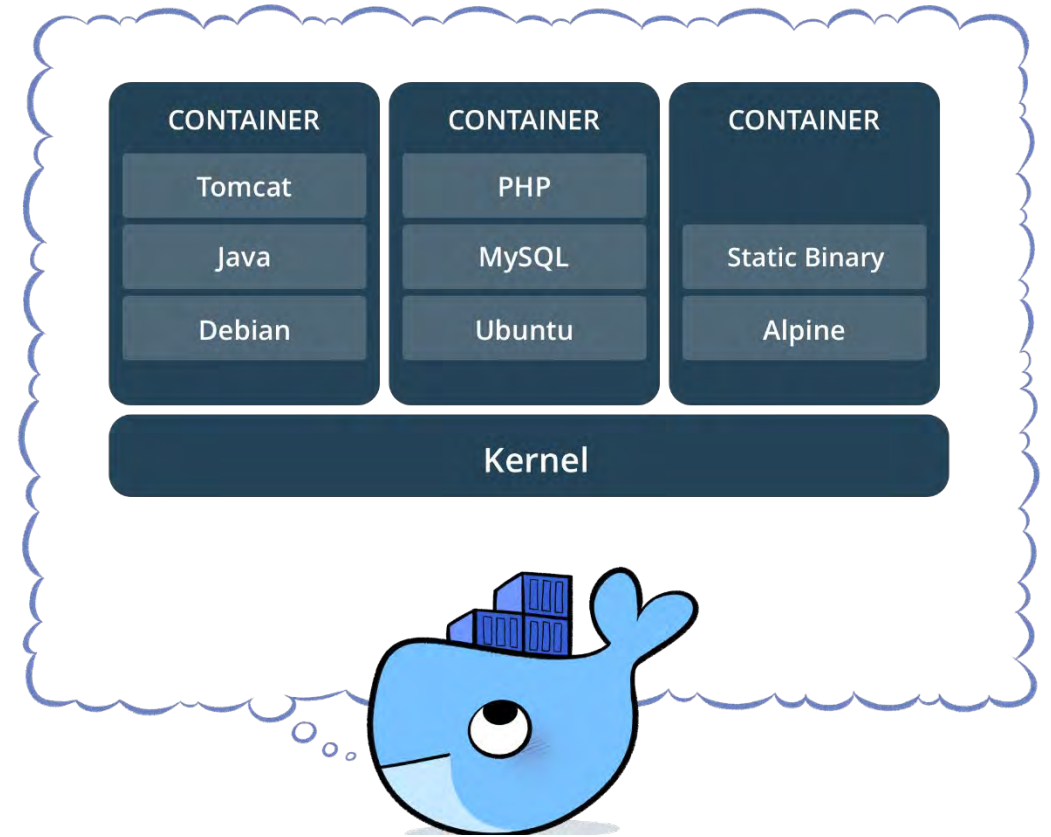 CONTAINER
Tomcat
Java
Debian
CONTAINER
PHP
MySQL
Ubuntu
CONTAINER
Static Binary
Alpine
Kernel